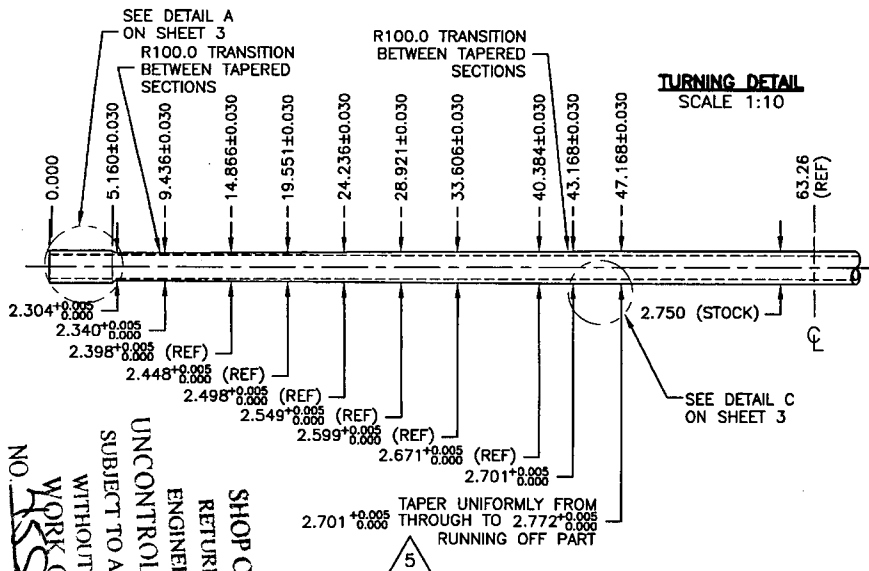 SEE DETAIL A
ON SHEET 3
R100.0 TRANSITION
BETWEEN TAPERED
SECTIONS
R100.0 TRANSITION
BETWEEN TAPERED
SECTIONS
TURNING DETAIL
SCALE 1:10
0.000
5.160±0.030
9.436±0.030
14.866±0.030
19.551±0.030
24.236±0.030
28.921±0.030
33.606±0.030
40.384±0.030
43.168±0.030
47.168±0.030
63.26
(REF)
2.304 +0.005 0.000
2.340 +0.005 0.000
2.398 +0.005 0.000 (REF)
2.448 +0.005 0.000 (REF)
2.498 +0.005 0.000 (REF)
2.549 +0.005 0.000 (REF)
2.599 +0.005 0.000 (REF)
2.671 +0.005 0.000 (REF)
2.701 +0.005 0.000
2.750 (STOCK)
CL
SEE DETAIL C
ON SHEET 3
TAPER UNIFORMLY FROM
2.701 +0.005 0.000 THROUGH TO 2.772 +0.005 0.000
RUNNING OFF PART
5
SHOP C
RETUR
ENGINE
UNCONTROL
SUBJECT TO A
WITHOUT
WORK
NO.